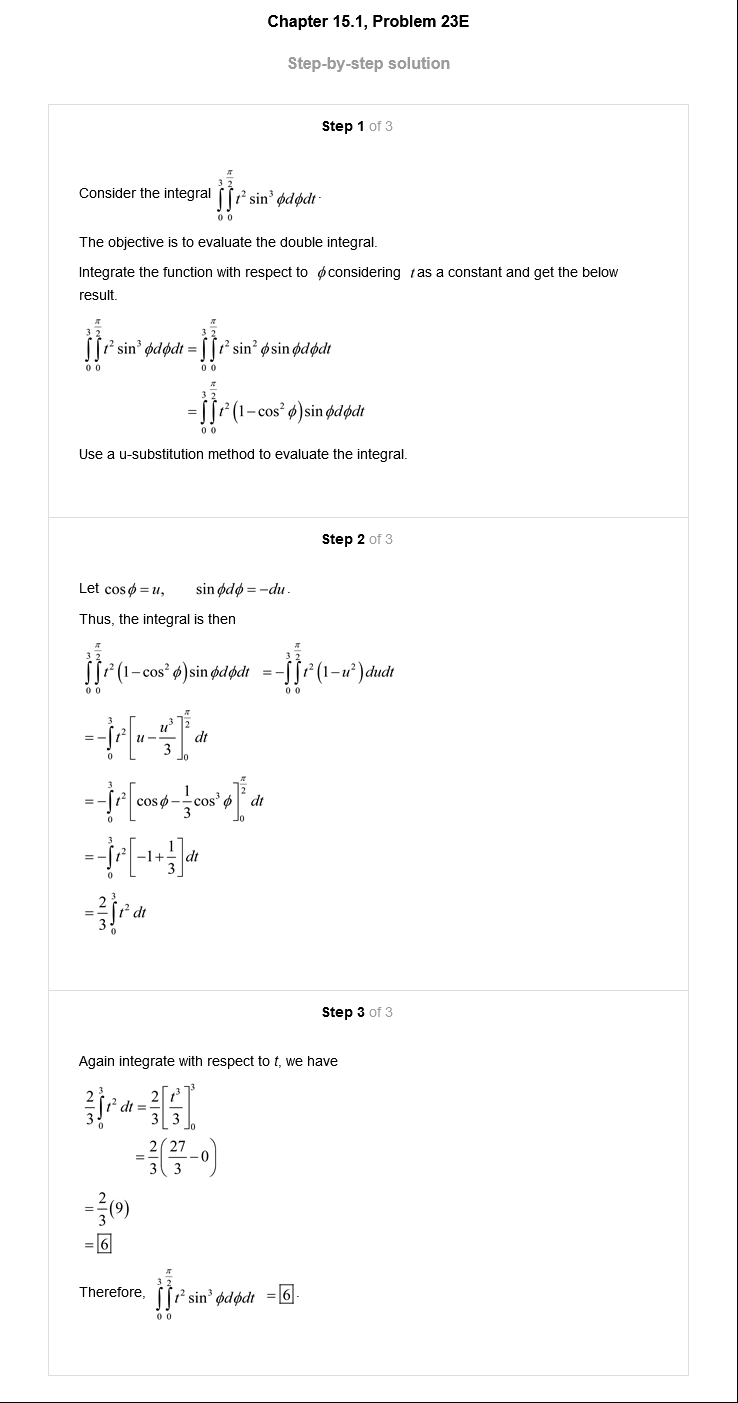 Chapter 15.1, Problem 23E
Step-by-step solution
Step 1 of 3
Consider the integral $\int_0^3 \int_0^{\frac{\pi}{2}} t^2 \sin^3 \phi d\phi dt$.
The objective is to evaluate the double integral.
Integrate the function with respect to $\phi$ considering $t$ as a constant and get the below
result.
$\int_0^3 \int_0^{\frac{\pi}{2}} t^2 \sin^3 \phi d\phi dt = \int_0^3 \int_0^{\frac{\pi}{2}} t^2 \sin^2 \phi \sin \phi d\phi dt$
$= \int_0^3 \int_0^{\frac{\pi}{2}} t^2 (1 - \cos^2 \phi) \sin \phi d\phi dt$
Use a u-substitution method to evaluate the integral.
Step 2 of 3
Let $\cos \phi = u, \quad \sin \phi d\phi = -du$.
Thus, the integral is then
$\int_0^3 \int_0^{\frac{\pi}{2}} t^2 (1 - \cos^2 \phi) \sin \phi d\phi dt = -\int_0^3 \int_0^{\frac{\pi}{2}} t^2 (1 - u^2) du dt$
$= -\int_0^3 t^2 \left[ u - \frac{u^3}{3} \right]_0^{\frac{\pi}{2}} dt$
$= -\int_0^3 t^2 \left[ \cos \phi - \frac{1}{3} \cos^3 \phi \right]_0^{\frac{\pi}{2}} dt$
$= -\int_0^3 t^2 \left[ -1 + \frac{1}{3} \right] dt$
$= \frac{2}{3} \int_0^3 t^2 dt$
Step 3 of 3
Again integrate with respect to t, we have
$\frac{2}{3} \int_0^3 t^2 dt = \frac{2}{3} \left[ \frac{t^3}{3} \right]_0^3$
$= \frac{2}{3} \left( \frac{27}{3} - 0 \right)$
$= \frac{2}{3} (9)$
$= \boxed{6}$
Therefore, $\int_0^3 \int_0^{\frac{\pi}{2}} t^2 \sin^3 \phi d\phi dt = \boxed{6}$.